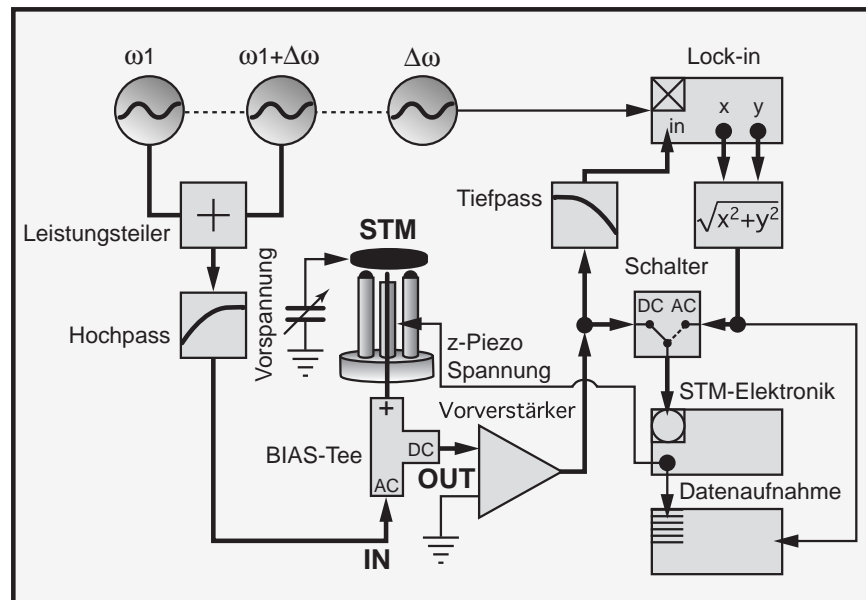 ω1
ω1+Δω
Δω
Lock-in
x
y
in
Leistungsteiler
+
STM
Tiefpass
√x²+y²
Schalter
Hochpass
Vorspannung
DC
AC
z-Piezo
Spannung
STM-Elektronik
+
Vorverstärker
BIAS-Tee
DC
AC
OUT
Datenaufnahme
IN